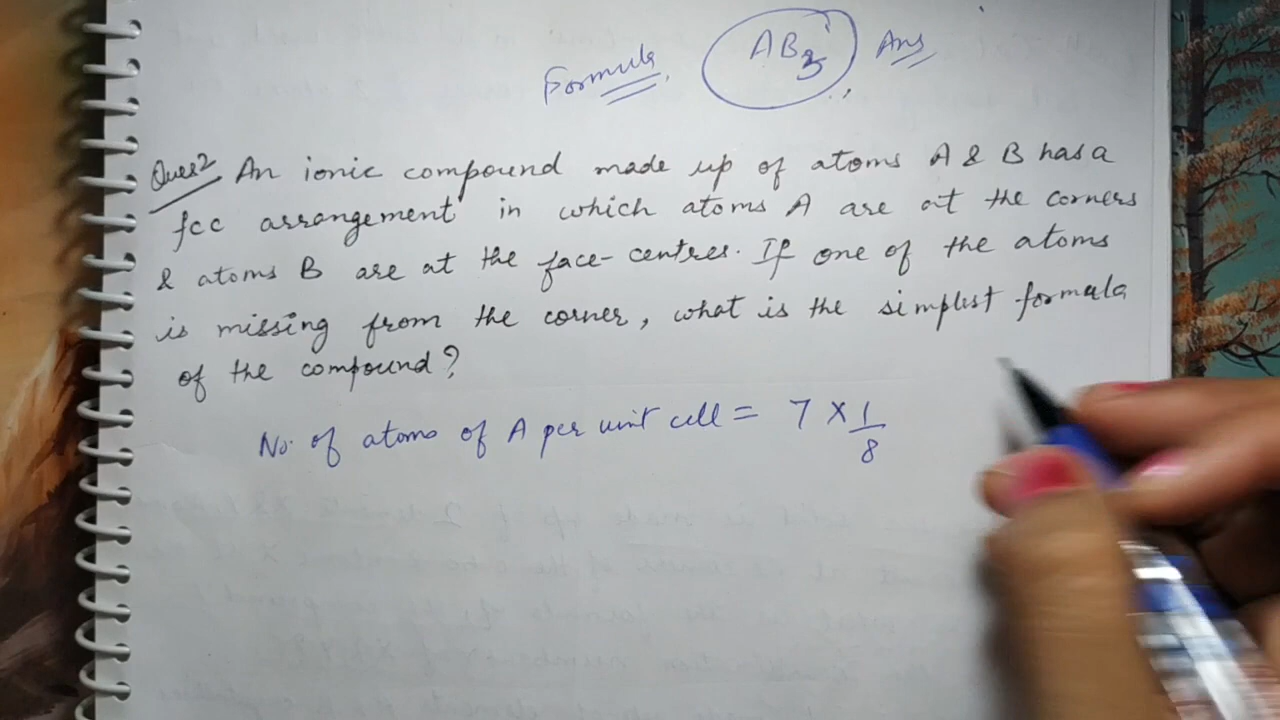 Formula. AB3 Ans
Ques2 An ionic compound made up of atoms A & B has a
fcc arrangement in which atoms A are at the corners
& atoms B are at the face-centres. If one of the atoms
is missing from the corner, what is the simplest formula
of the compound?
No. of atoms of A per unit cell = 7 × 1/8